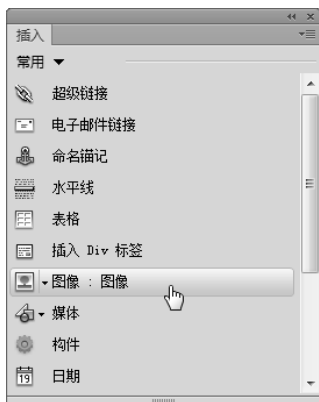 插入
常用
超级链接
电子邮件链接
命名锚记
水平线
表格
插入 Div 标签
图像 : 图像
媒体
构件
19 日期